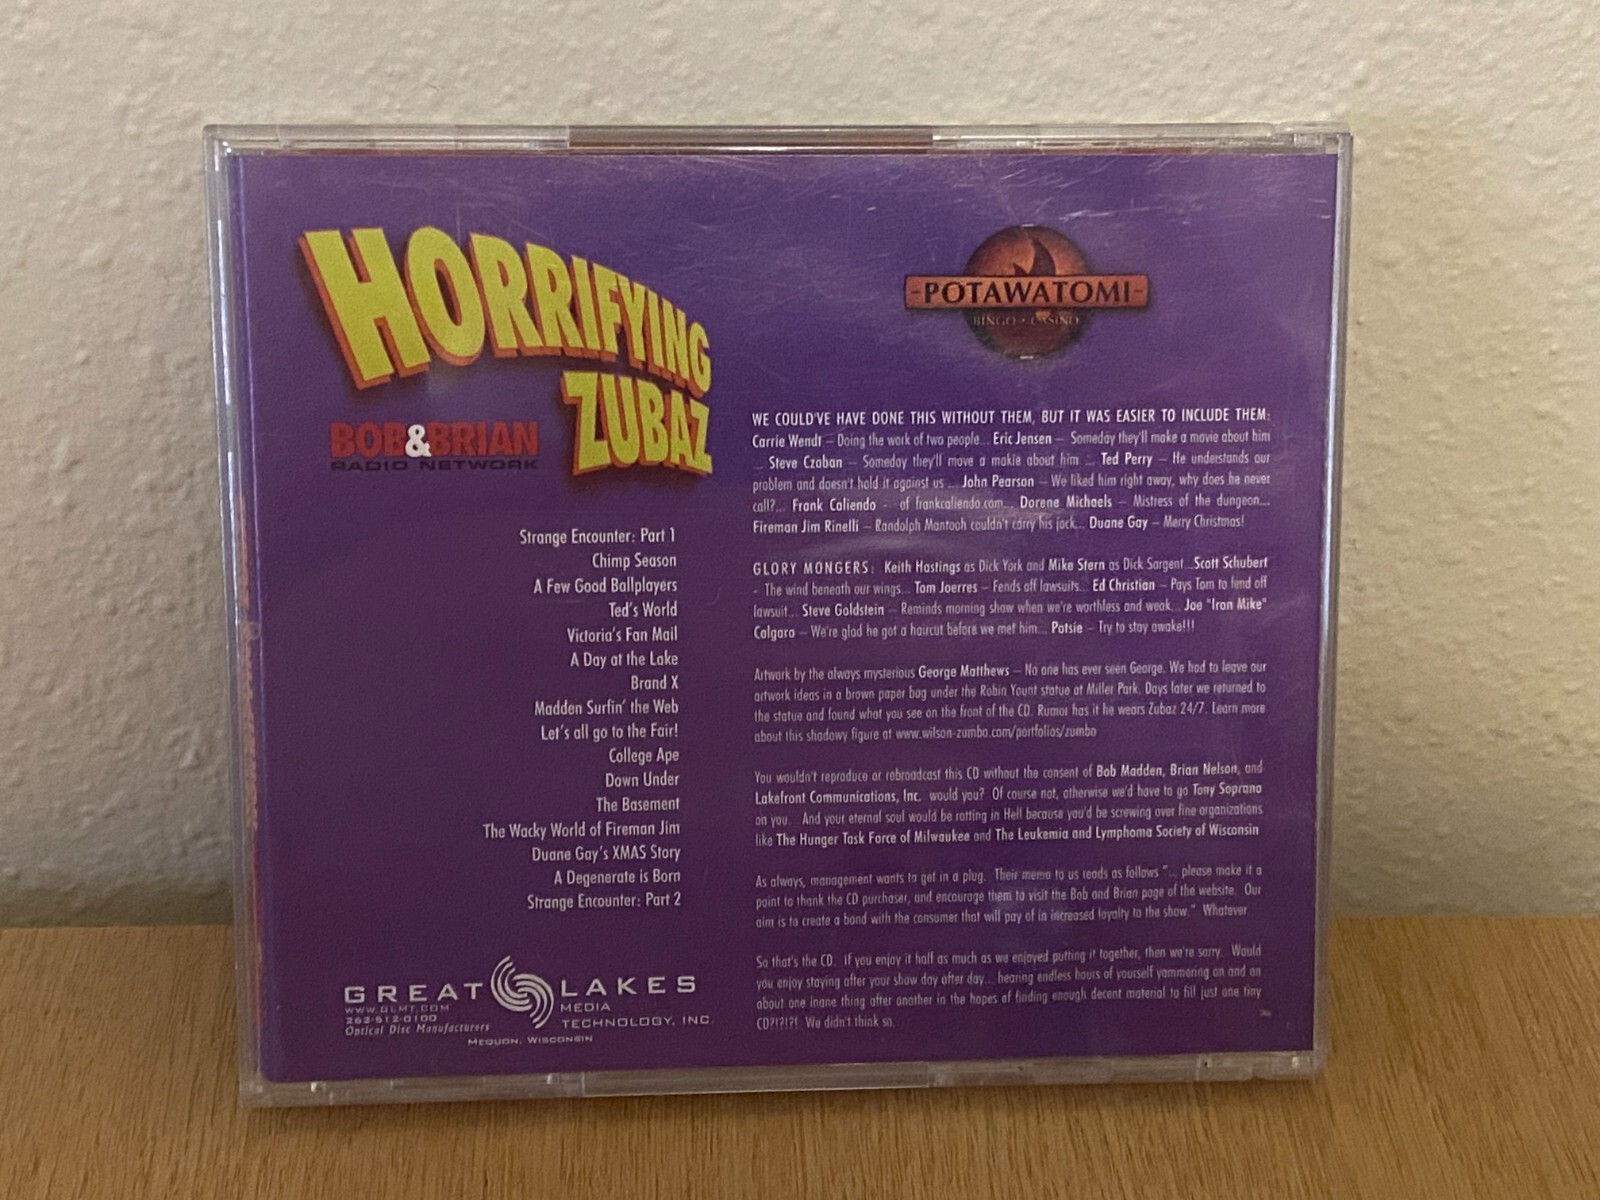 HORRIFYING
ZUBAZ
BOB&BRIAN
RADIO NETWORK
Strange Encounter: Part 1
Chimp Season
A Few Good Ballplayers
Ted's World
Victoria's Fan Mail
A Day at the Lake
Brand X
Madden Surfin' the Web
Let's all go to the Fair!
College Ape
Down Under
The Basement
The Wacky World of Fireman Jim
Duane Gay's XMAS Story
A Degenerate is Born
Strange Encounter: Part 2
GREAT LAKES
WWW.GLMT.COM
262-512-0100
Optical Disc Manufacturers
MEDIA
TECHNOLOGY, INC.
MEQUON, WISCONSIN
-POTAWATOMI-
BINGO • CASINO
WE COULD'VE HAVE DONE THIS WITHOUT THEM, BUT IT WAS EASIER TO INCLUDE THEM:
Carrie Wendt – Doing the work of two people... Eric Jensen – Someday they'll make a movie about him
... Steve Czaban – Someday they'll move a makie about him ... Ted Perry – He understands our
problem and doesn't hold it against us ... John Pearson – We liked him right away, why does he never
call?... Frank Caliendo - of frankcaliendo.com... Dorene Michaels – Mistress of the dungeon...
Fireman Jim Rinelli – Randolph Mantooh couldn't carry his jock... Duane Gay – Merry Christmas!
GLORY MONGERS: Keith Hastings as Dick York and Mike Stern as Dick Sargent...Scott Schubert
- The wind beneath our wings... Tom Joerres – Fends off lawsuits... Ed Christian – Pays Tom to fend off
lawsuit... Steve Goldstein – Reminds morning show when we're worthless and weak... Joe "Iron Mike"
Calgaro – We're glad he got a haircut before we met him... Potsie – Try to stay awake!!!
Artwork by the always mysterious George Matthews – No one has ever seen George. We had to leave our
artwork ideas in a brown paper bag under the Robin Yount statue at Miller Park. Days later we returned to
the statue and found what you see on the front of the CD. Rumor has it he wears Zubaz 24/7. Learn more
about this shadowy figure at www.wilson-zumbo.com/portfolios/zumbo
You wouldn't reproduce or rebroadcast this CD without the consent of Bob Madden, Brian Nelson, and
Lakefront Communications, Inc. would you? Of course not, otherwise we'd have to go Tony Soprano
on you. And your eternal soul would be rotting in Hell because you'd be screwing over fine organizations
like The Hunger Task Force of Milwaukee and The Leukemia and Lymphoma Society of Wisconsin
As always, management wants to get in a plug. Their memo to us reads as follows "... please make it a
point to thank the CD purchaser, and encourage them to visit the Bob and Brian page of the website. Our
aim is to create a bond with the consumer that will pay of in increased loyalty to the show." Whatever
So that's the CD. If you enjoy it half as much as we enjoyed putting it together, then we're sorry. Would
you enjoy staying after your show day after day... hearing endless hours of yourself yammering on and on
about one inane thing after another in the hopes of finding enough decent material to fill just one tiny
CD?!?!?! We didn't think so.